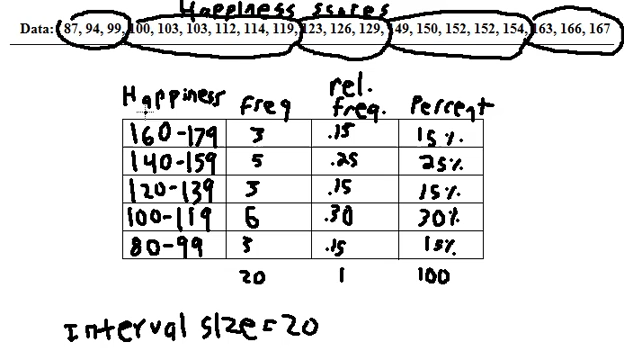 Happiness scores
Data: 87, 94, 99, 100, 103, 103, 112, 114, 119, 123, 126, 129, 149, 150, 152, 152, 154, 163, 166, 167
Happiness Freq rel. freq. Percent
160-179 3 .15 15%
140-159 5 .25 25%
120-139 3 .15 15%
100-119 6 .30 30%
80-99 3 .15 15%
20 1 100
Interval size = 20